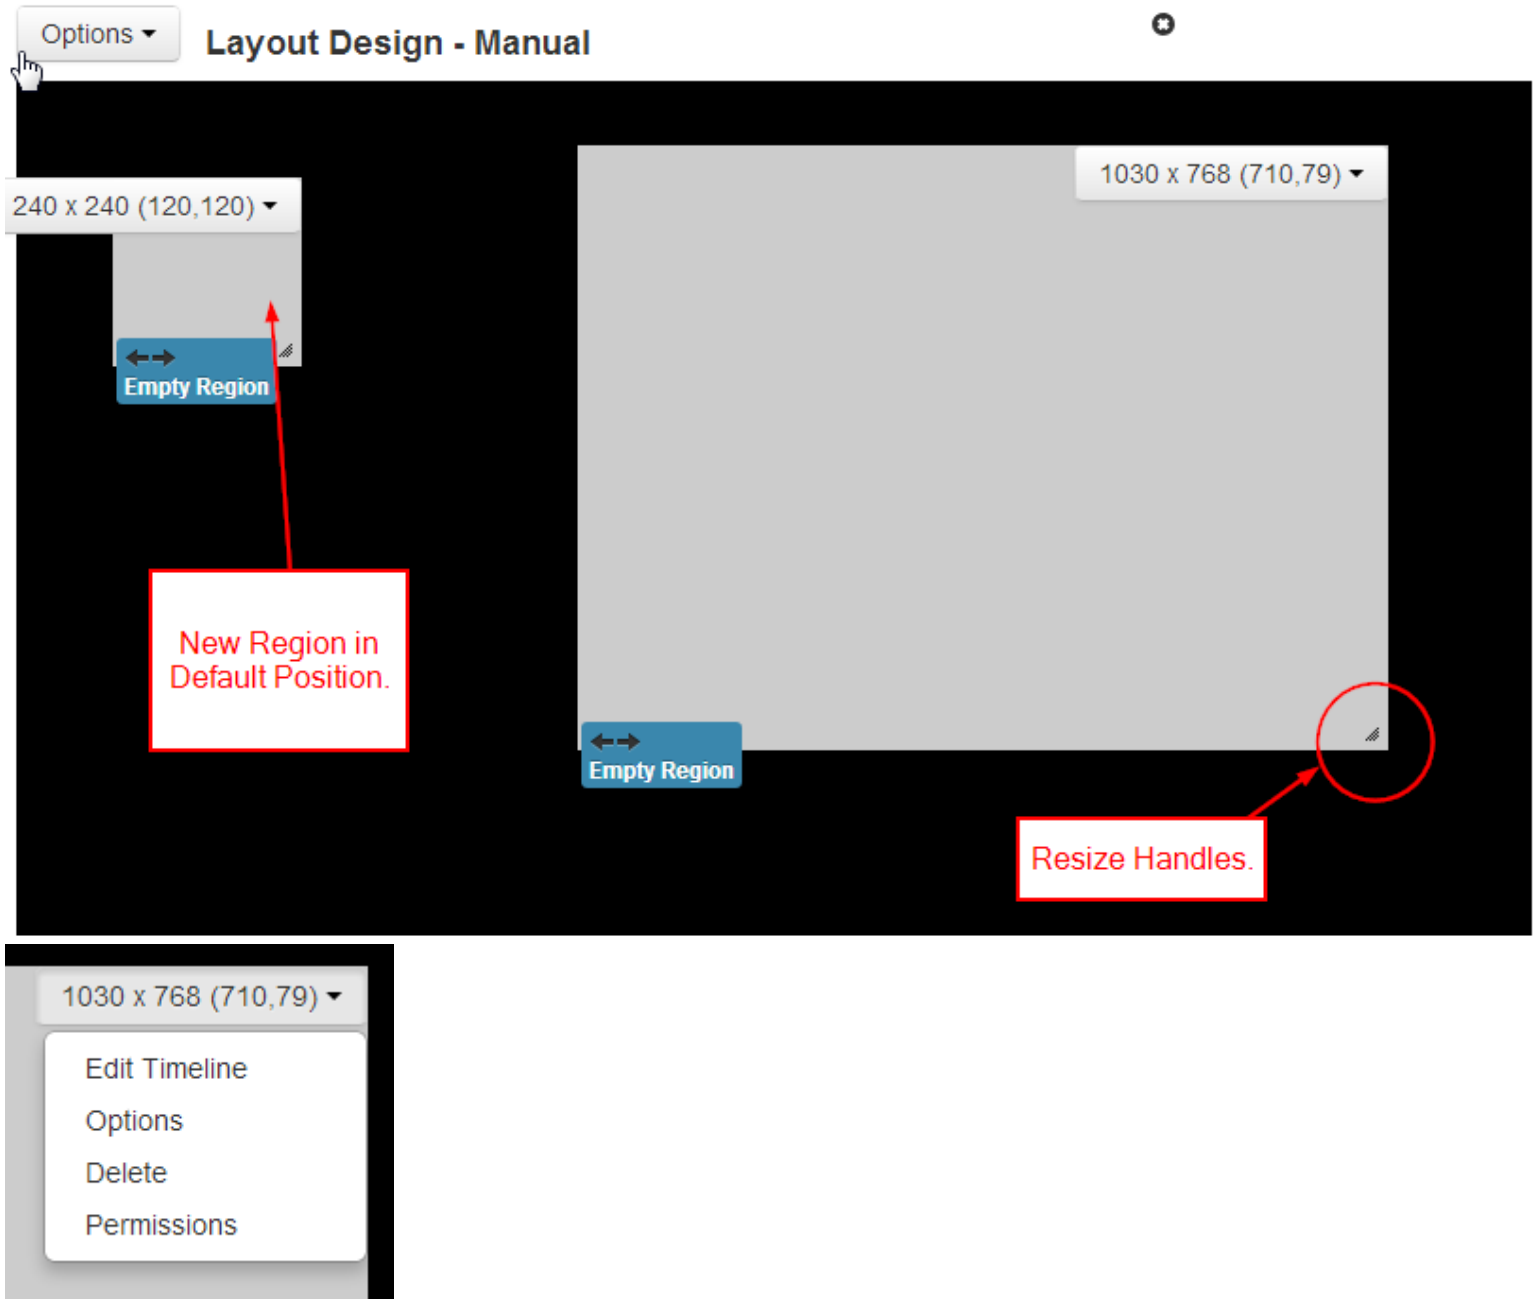 Options
Layout Design - Manual
240 x 240 (120,120)
1030 x 768 (710,79)
Empty Region
New Region in
Default Position.
Empty Region
Resize Handles.
1030 x 768 (710,79)
Edit Timeline
Options
Delete
Permissions